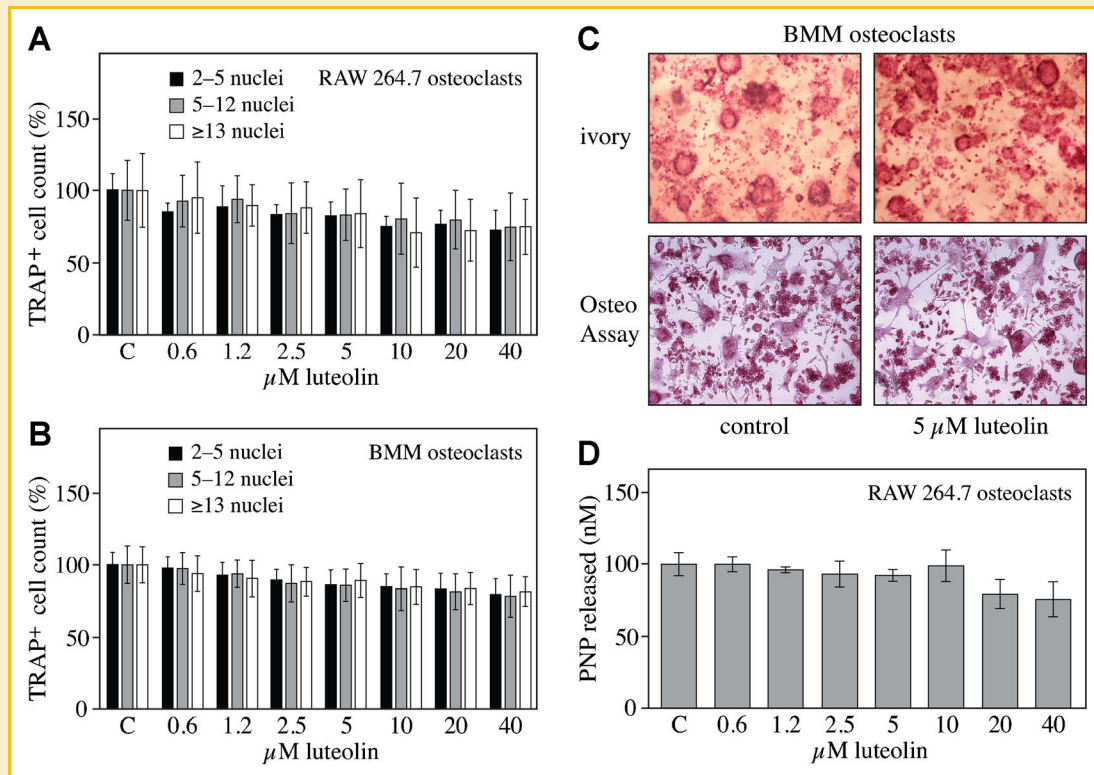 A
2–5 nuclei
5–12 nuclei
≥13 nuclei
RAW 264.7 osteoclasts
TRAP+ cell count (%)
150
100
50
0
C 0.6 1.2 2.5 5 10 20 40
µM luteolin
B
2–5 nuclei
5–12 nuclei
≥13 nuclei
BMM osteoclasts
TRAP+ cell count (%)
150
100
50
0
C 0.6 1.2 2.5 5 10 20 40
µM luteolin
C
BMM osteoclasts
ivory
Osteo
Assay
control 5 µM luteolin
D
RAW 264.7 osteoclasts
PNP released (nM)
150
100
50
0
C 0.6 1.2 2.5 5 10 20 40
µM luteolin